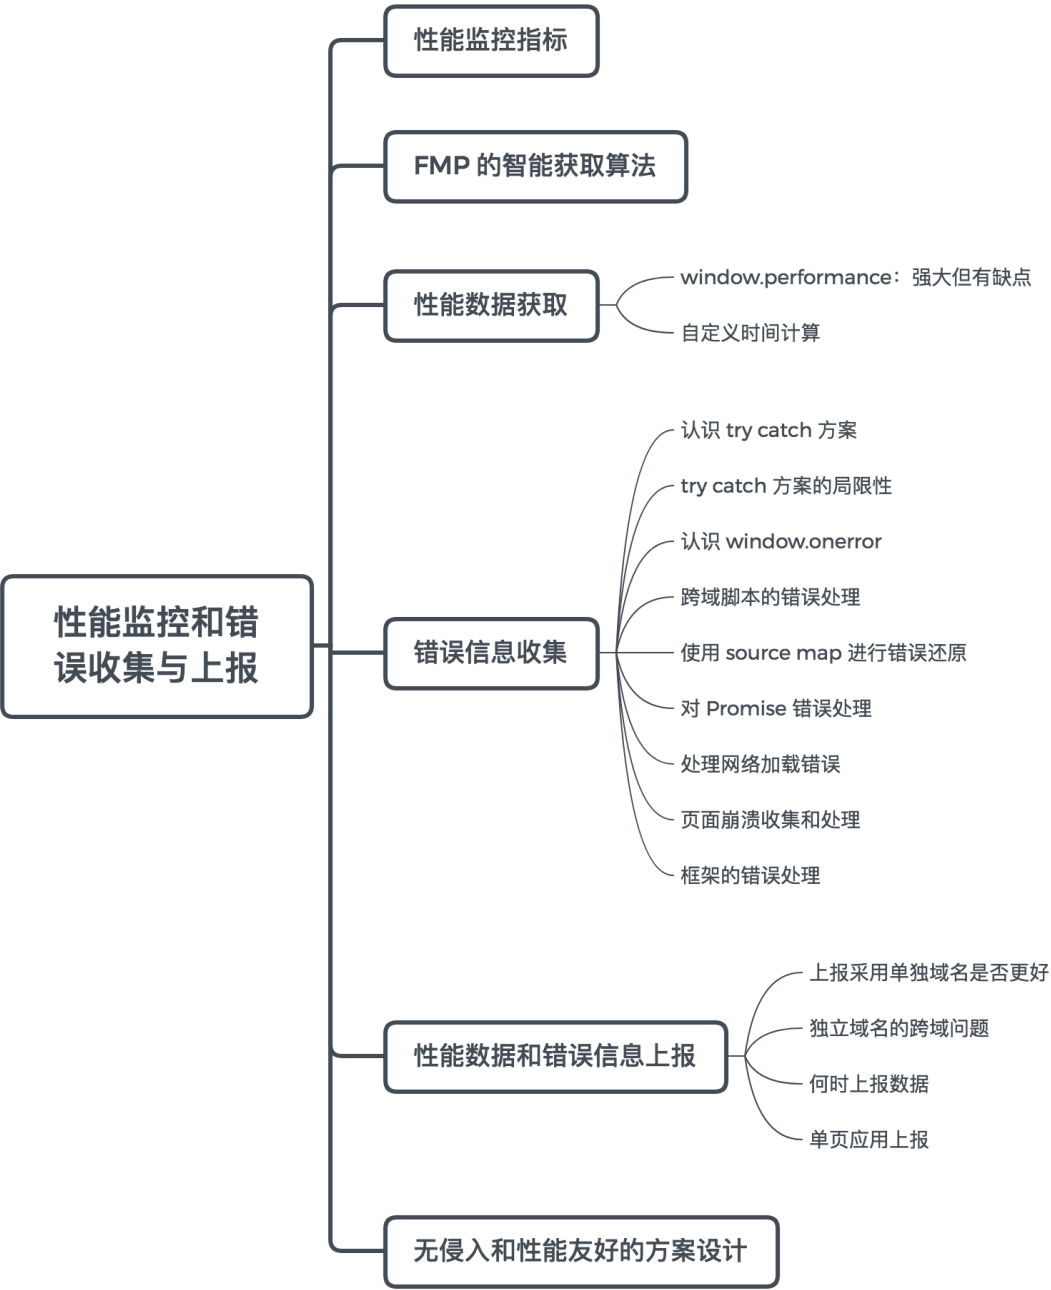 性能监控和错
误收集与上报
性能监控指标
FMP 的智能获取算法
性能数据获取
window.performance：强大但有缺点
自定义时间计算
错误信息收集
认识 try catch 方案
try catch 方案的局限性
认识 window.onerror
跨域脚本的错误处理
使用 source map 进行错误还原
对 Promise 错误处理
处理网络加载错误
页面崩溃收集和处理
框架的错误处理
性能数据和错误信息上报
上报采用单独域名是否更好
独立域名的跨域问题
何时上报数据
单页应用上报
无侵入和性能友好的方案设计